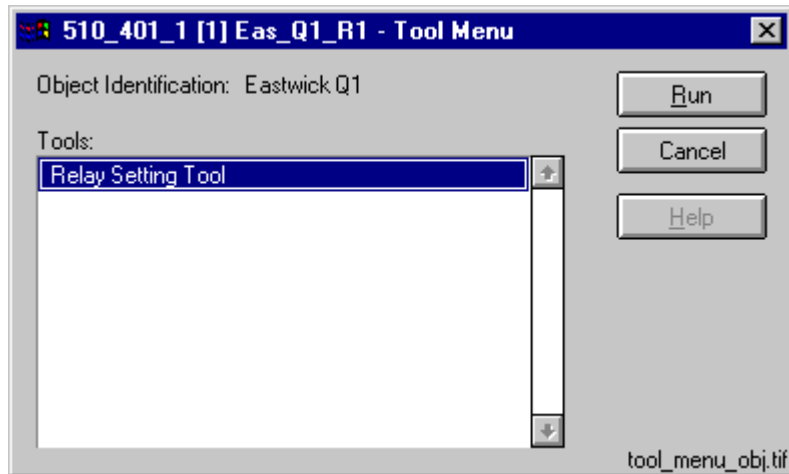 510_401_1 [1] Eas_Q1_R1 - Tool Menu
Object Identification: Eastwick Q1
Run
Tools:
Cancel
Relay Setting Tool
Help
tool_menu_obj.tif